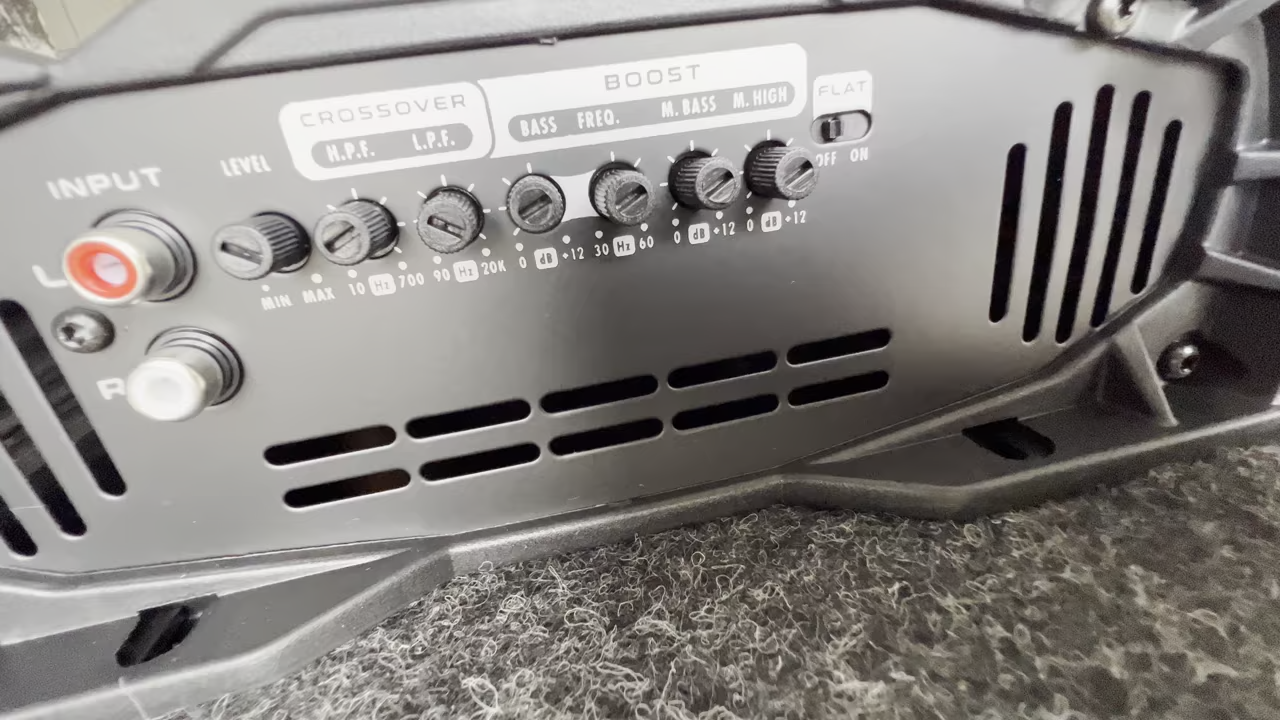 CROSSOVER
H.P.F. L.P.F.
BOOST
BASS FREQ. M. BASS M. HIGH
FLAT
OFF ON
INPUT
L
R
LEVEL
MIN MAX
10 Hz 700
90 Hz 20K
0 dB +12
30 Hz 60
0 dB +12
0 dB +12